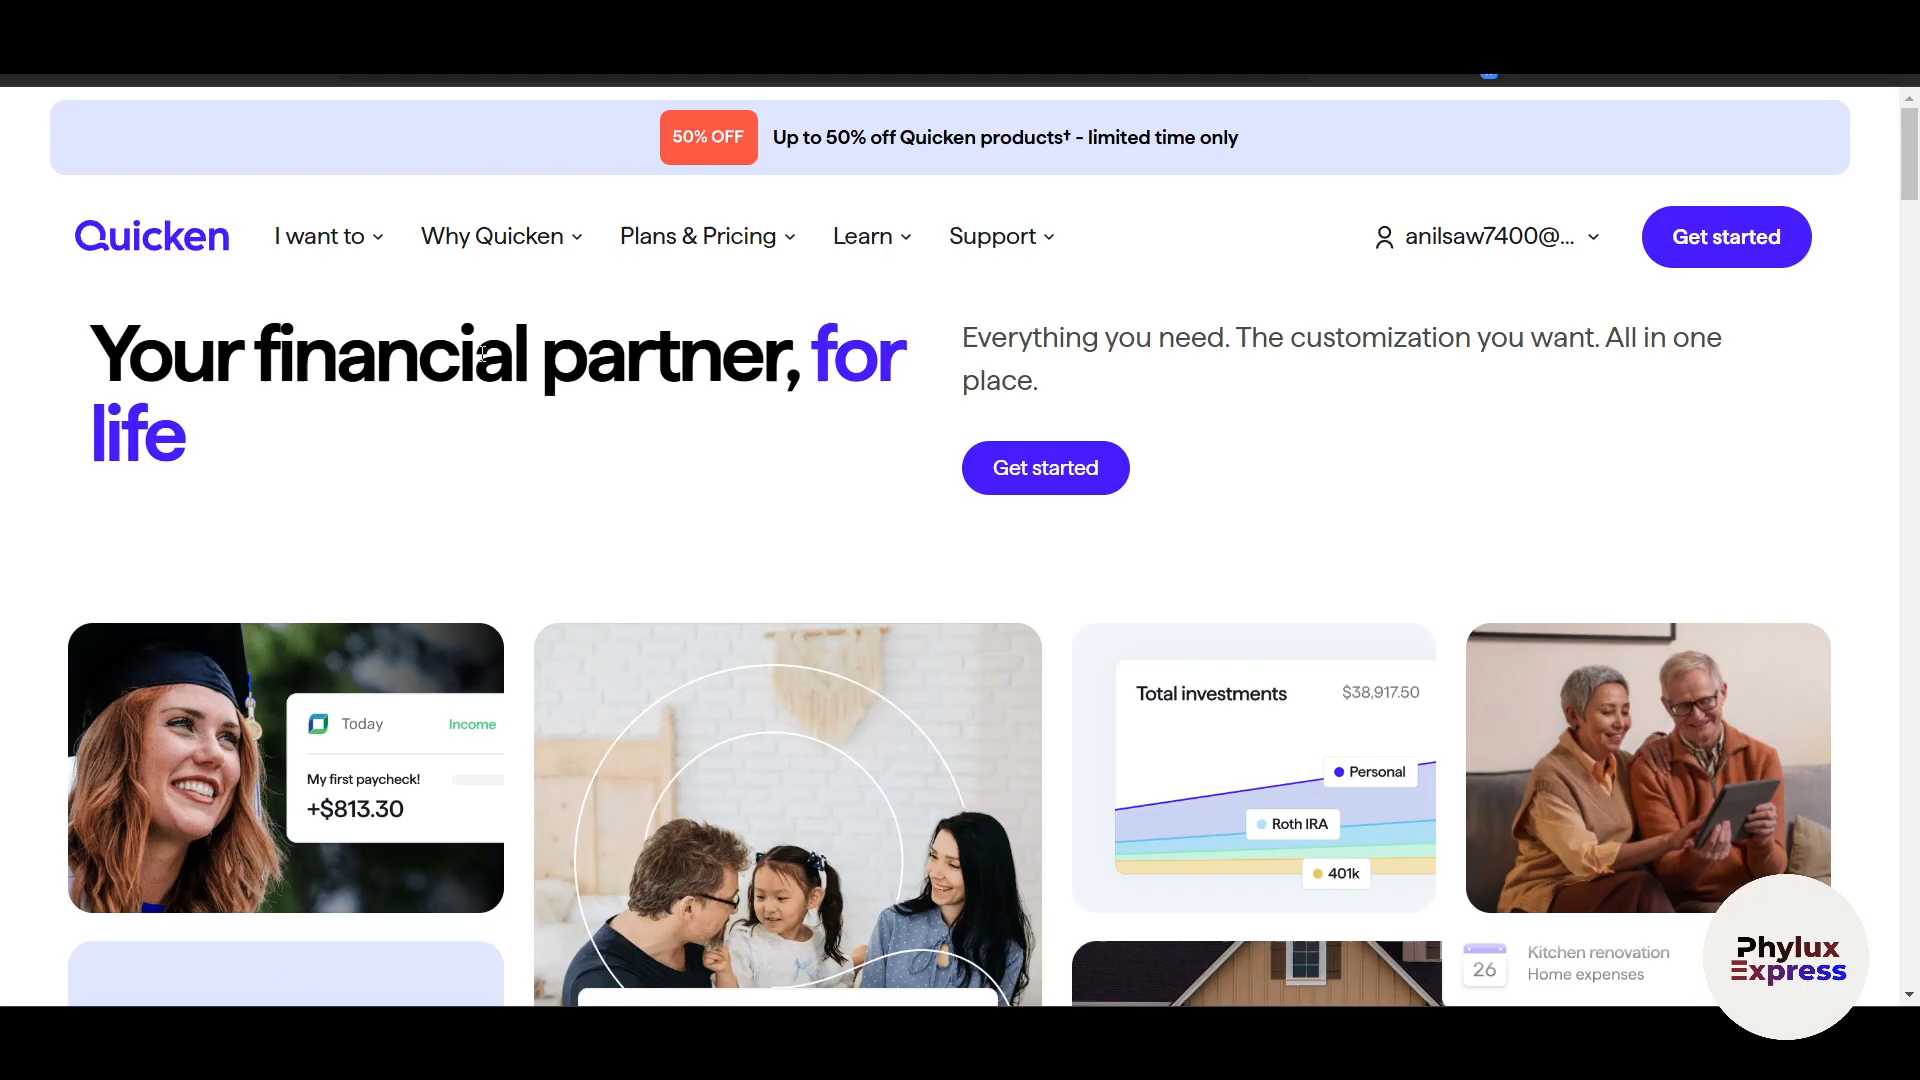 50% OFF Up to 50% off Quicken products† - limited time only
Quicken I want to Why Quicken Plans & Pricing Learn Support anilsaw7400@... Get started
Your financial partner, for
life
Everything you need. The customization you want. All in one
place.
Get started
Today Income
My first paycheck!
+$813.30
Total investments $38,917.50
Personal
Roth IRA
401k
26
Kitchen renovation
Home expenses
Phylux
Express